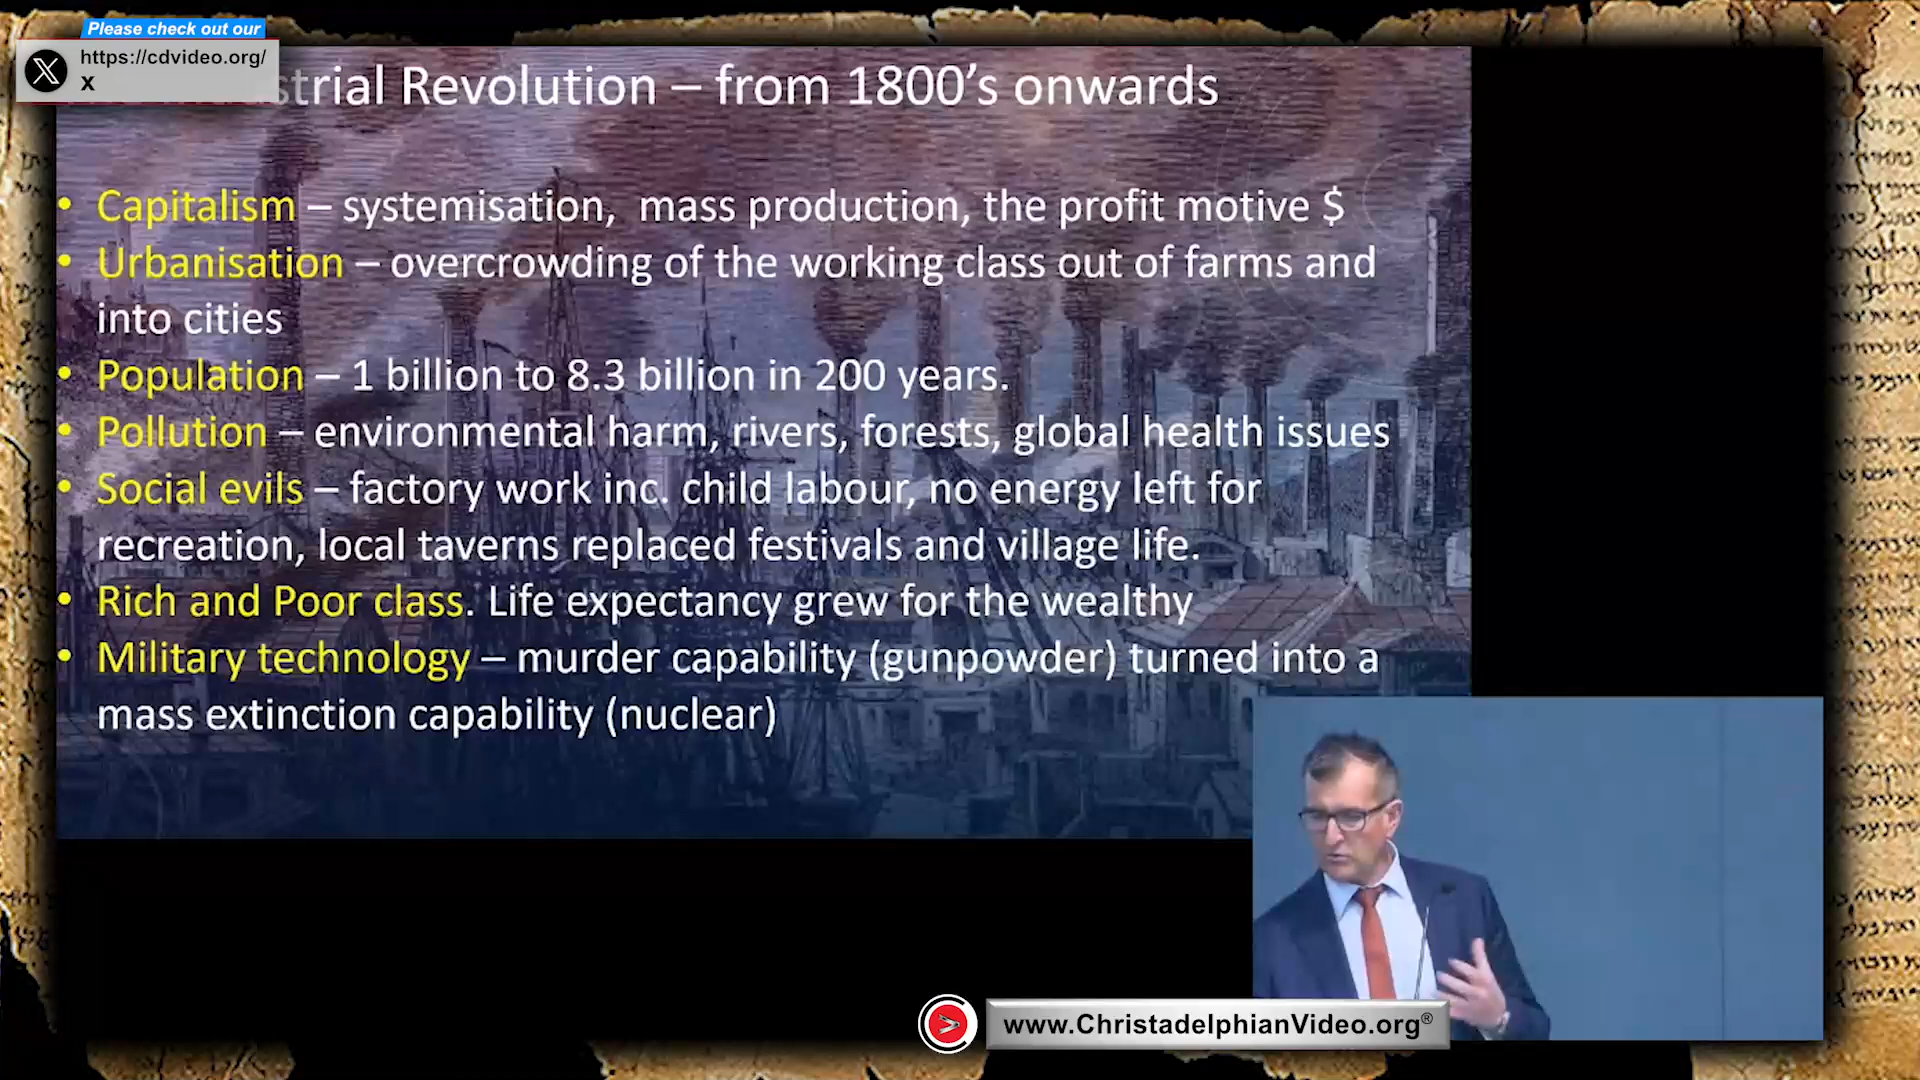 Please check out our
https://cdvideo.org/
x
strial Revolution – from 1800's onwards
• Capitalism – systemisation, mass production, the profit motive $
• Urbanisation – overcrowding of the working class out of farms and
into cities
• Population – 1 billion to 8.3 billion in 200 years.
• Pollution – environmental harm, rivers, forests, global health issues
• Social evils – factory work inc. child labour, no energy left for
recreation, local taverns replaced festivals and village life.
• Rich and Poor class. Life expectancy grew for the wealthy
• Military technology – murder capability (gunpowder) turned into a
mass extinction capability (nuclear)
www.ChristadelphianVideo.org®